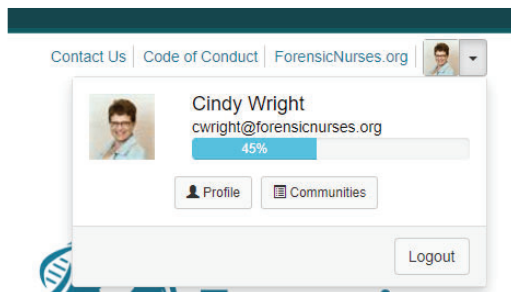 Contact Us Code of Conduct ForensicNurses.org
Cindy Wright
cwright@forensicnurses.org
45%
Profile Communities
Logout